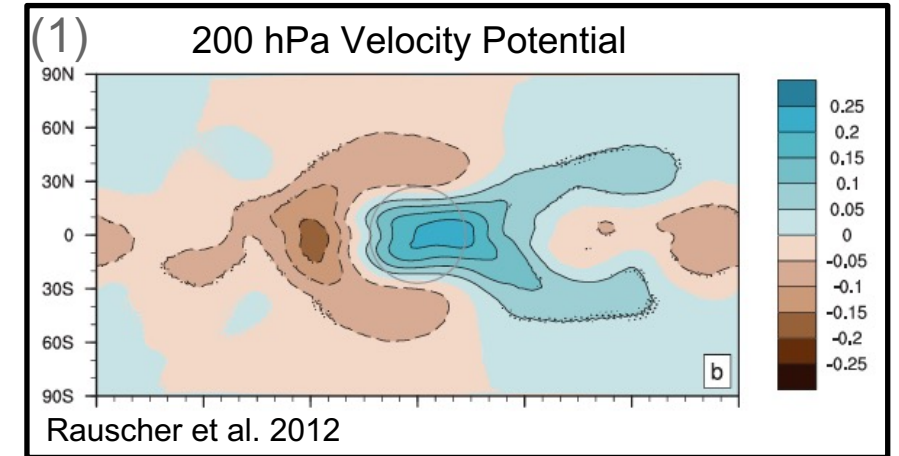 (1)
200 hPa Velocity Potential
90N
60N
30N
0
30S
60S
90S
0.25
0.2
0.15
0.1
0.05
0
-0.05
-0.1
-0.15
-0.2
-0.25
b
Rauscher et al. 2012